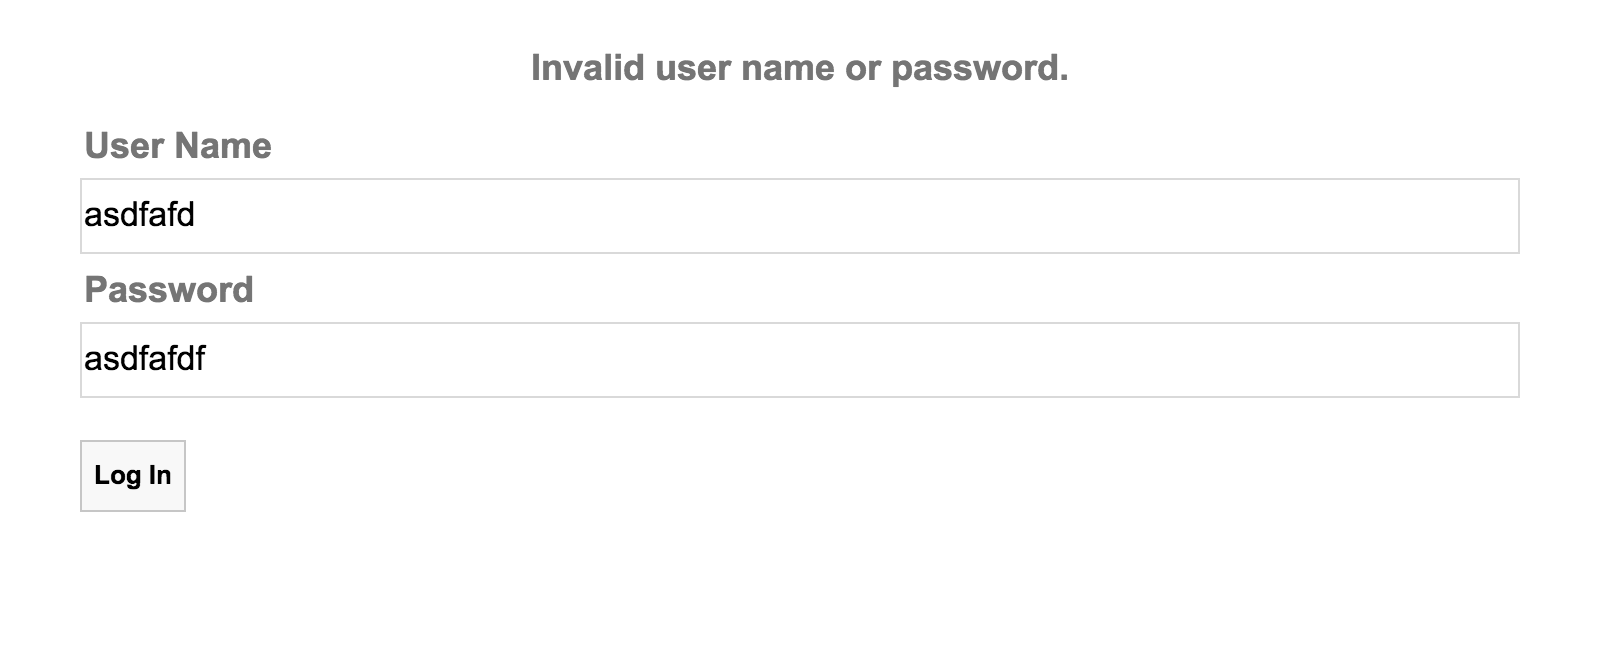 Invalid user name or password.
User Name
asdfafd
Password
asdfafdf
Log In